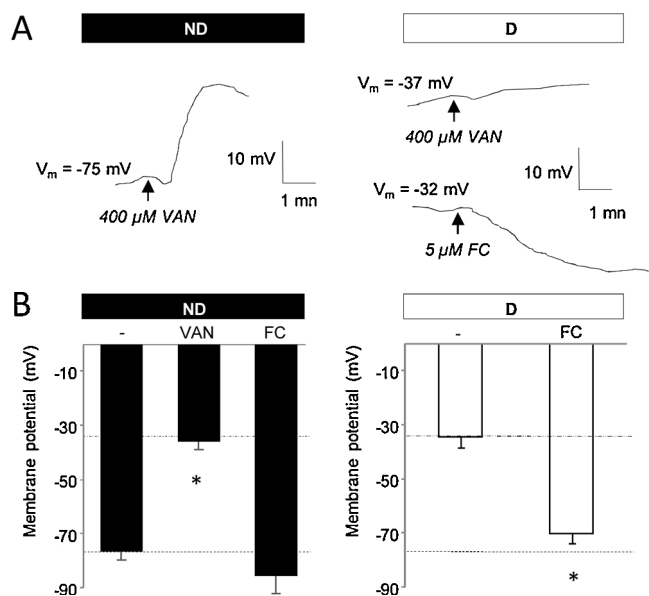 A
ND
D
Vm = -75 mV
400 µM VAN
10 mV
1 mn
Vm = -37 mV
400 µM VAN
Vm = -32 mV
5 µM FC
10 mV
1 mn
B
ND
D
- VAN FC
Membrane potential (mV)
-10
-30
-50
-70
-90
*
- FC
Membrane potential (mV)
-10
-30
-50
-70
-90
*